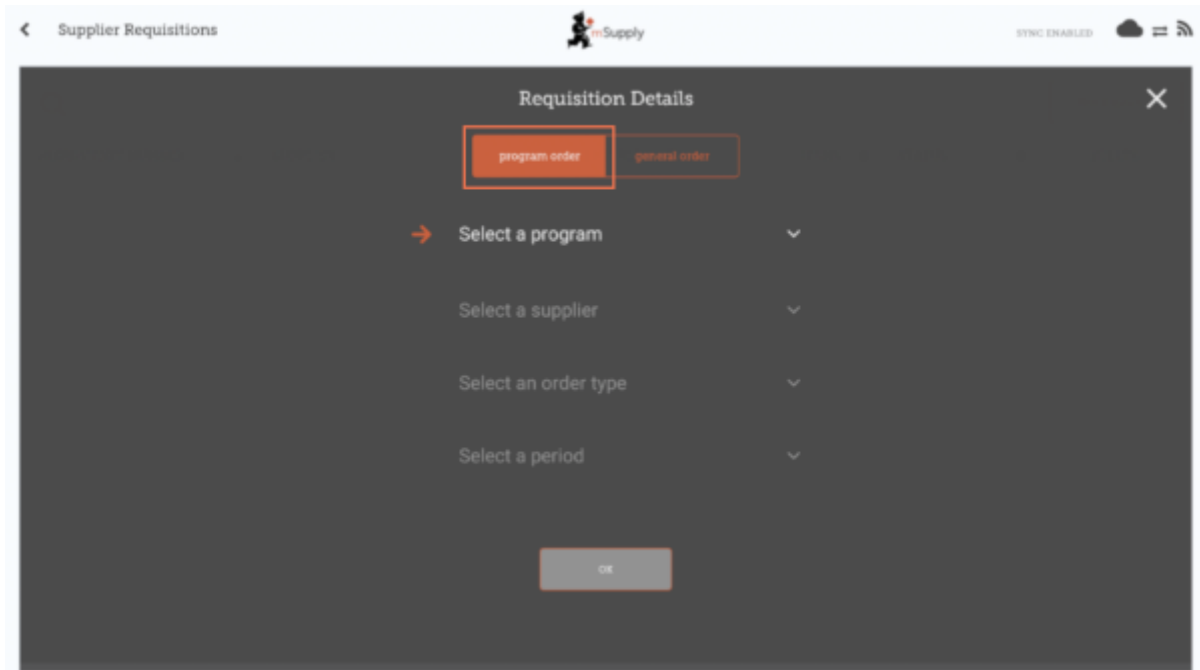 Supplier Requisitions
mSupply
SYNC ENABLED
Requisition Details
program order
general order
Select a program
Select a supplier
Select an order type
Select a period
OK